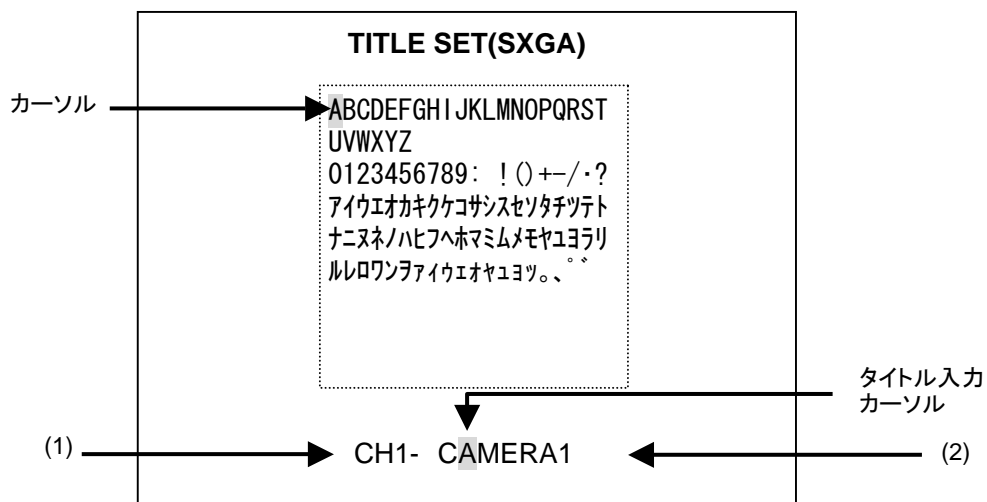 TITLE SET(SXGA)
カーソル
ABCDEFGHIJKLMNOPQRST
UVWXYZ
0123456789: !()+-/・?
アイウエオカキクケコサシスセソタチツテト
ナニヌネノハヒフヘホマミムメモヤユヨラリ
ルレロワンヲァィゥェォャュョッ。、゜゛
タイトル入力
カーソル
(1)
CH1- CAMERA1
(2)